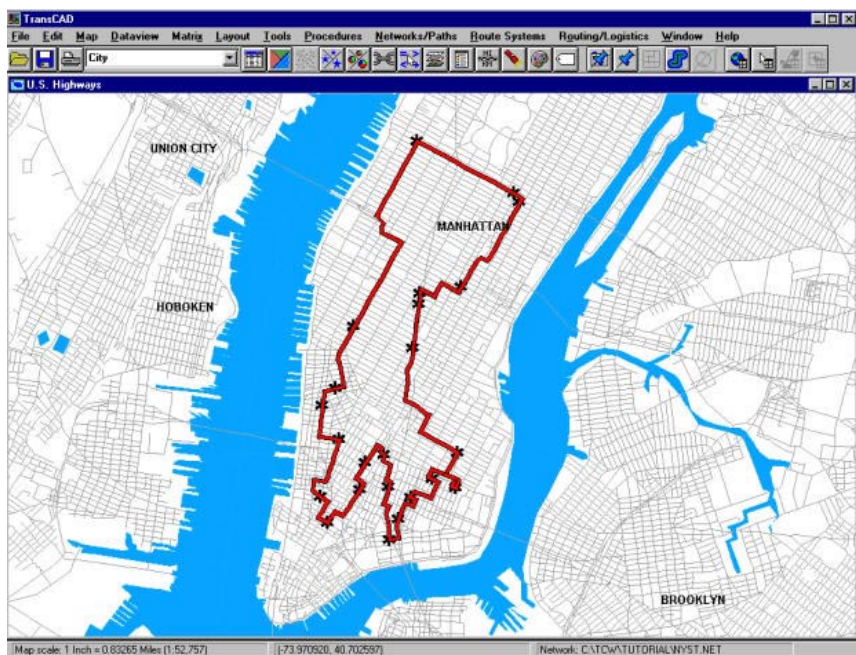 TransCAD
File Edit Map Dataview Matrix Layout Tools Procedures Networks/Paths Route Systems Routing/Logistics Window Help
City
U.S. Highways
UNION CITY
MANHATTAN
HOBOKEN
BROOKLYN
Map scale: 1 Inch = 0.83265 Miles (1:52,757) (-73.970920, 40.702597) Network: C:\TCW\TUTORIAL\NYST.NET